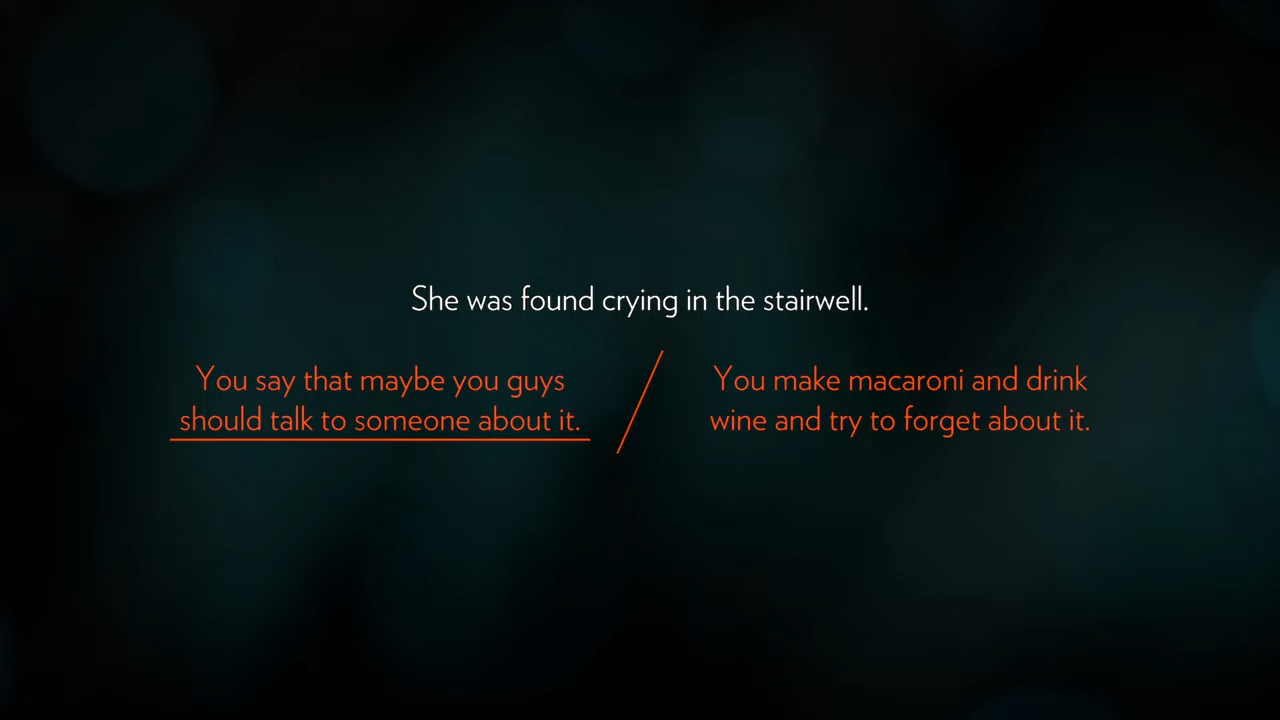 She was found crying in the stairwell.
You say that maybe you guys
should talk to someone about it.
You make macaroni and drink
wine and try to forget about it.